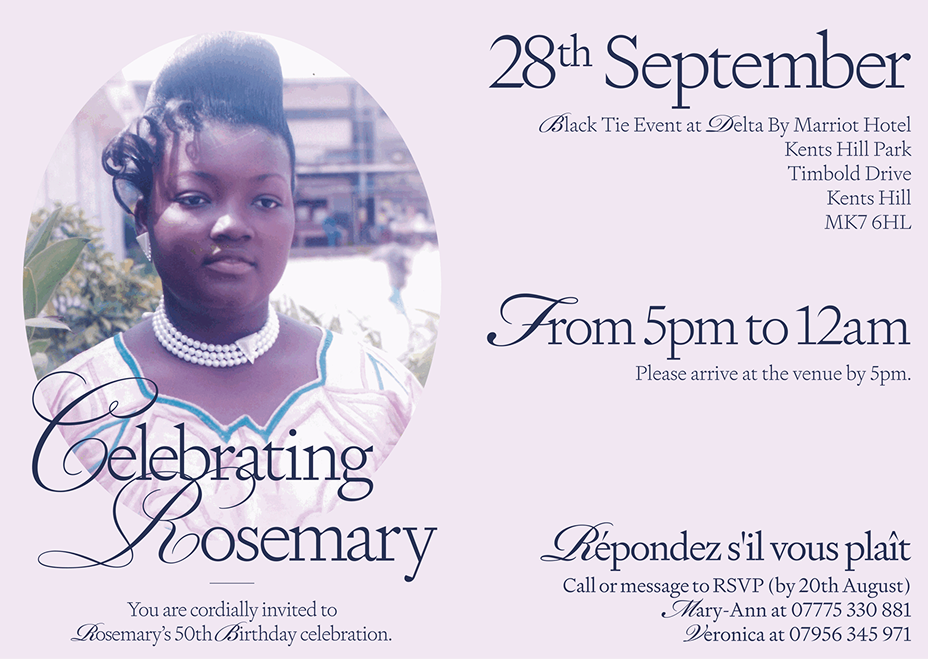 Celebrating
Rosemary
You are cordially invited to
Rosemary's 50th Birthday celebration.
28th September
Black Tie Event at Delta By Marriot Hotel
Kents Hill Park
Timbold Drive
Kents Hill
MK7 6HL
From 5pm to 12am
Please arrive at the venue by 5pm.
Répondez s'il vous plaît
Call or message to RSVP (by 20th August)
Mary-Ann at 07775 330 881
Veronica at 07956 345 971